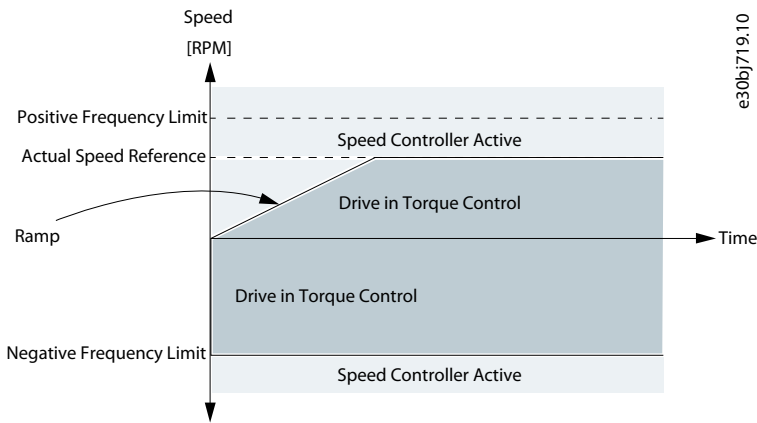 Speed
[RPM]
e30bj719.10
Positive Frequency Limit
Speed Controller Active
Actual Speed Reference
Drive in Torque Control
Ramp
Time
Drive in Torque Control
Negative Frequency Limit
Speed Controller Active